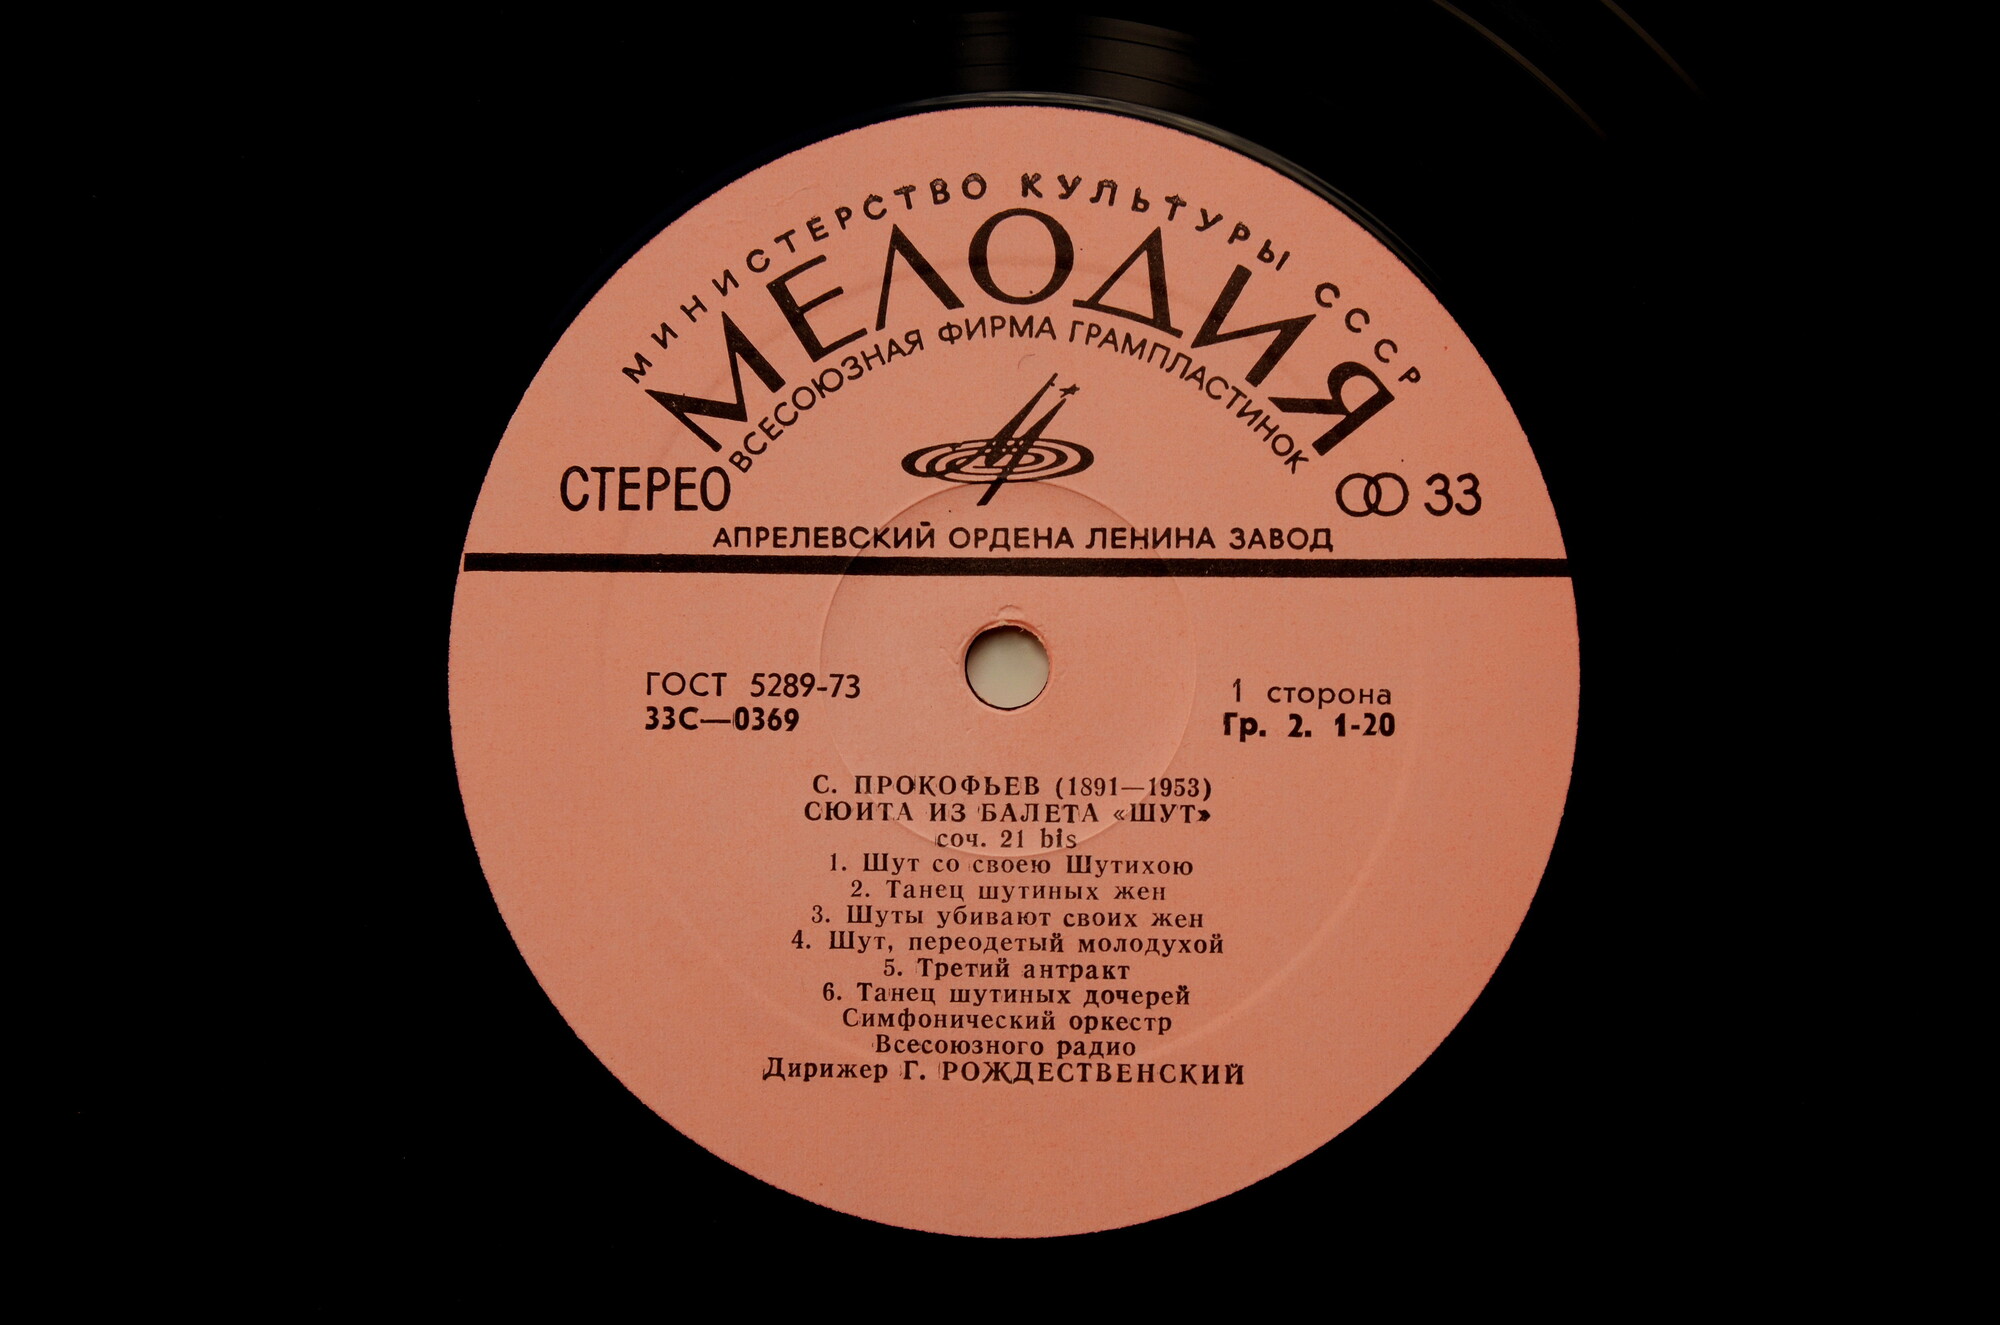 МИНИСТЕРСТВО КУЛЬТУРЫ СССР
МЕЛОДИЯ
ВСЕСОЮЗНАЯ ФИРМА ГРАМПЛАСТИНОК
СТЕРЕО
33
АПРЕЛЕВСКИЙ ОРДЕНА ЛЕНИНА ЗАВОД
ГОСТ 5289-73
33С—0369
1 сторона
Гр. 2. 1-20
С. ПРОКОФЬЕВ (1891—1953)
СЮИТА ИЗ БАЛЕТА «ШУТ»
соч. 21 bis
1. Шут со своею Шутихою
2. Танец шутиных жен
3. Шуты убивают своих жен
4. Шут, переодетый молодухой
5. Третий антракт
6. Танец шутиных дочерей
Симфонический оркестр
Всесоюзного радио
Дирижер Г. РОЖДЕСТВЕНСКИЙ